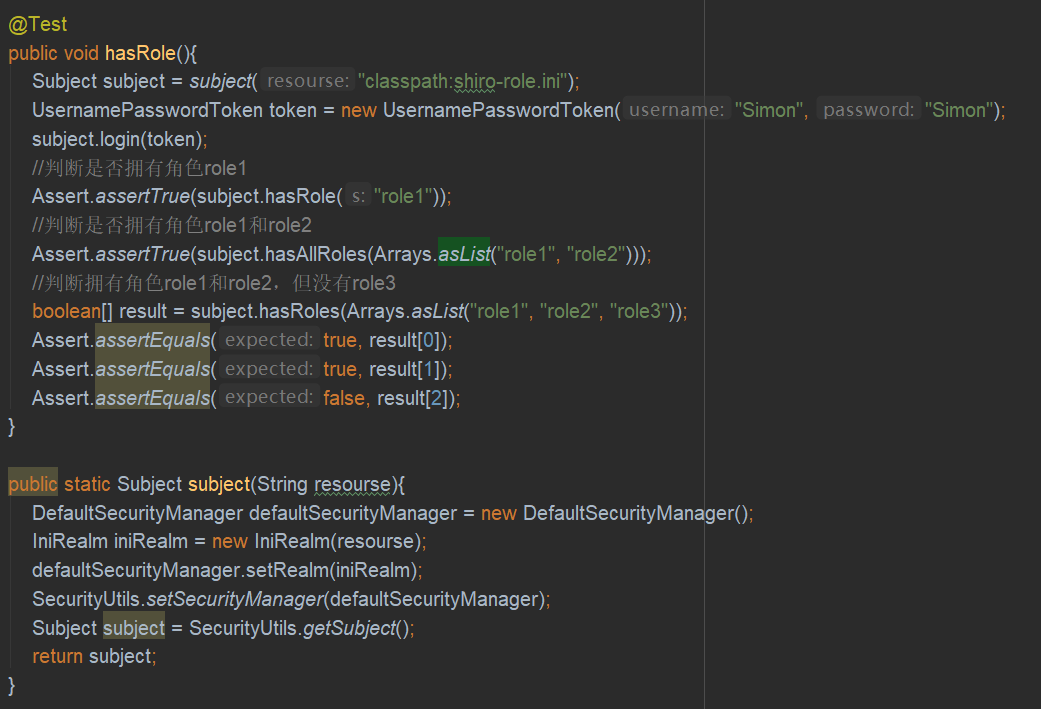 @Test
public void hasRole(){
Subject subject = subject( resourse: "classpath:shiro-role.ini");
UsernamePasswordToken token = new UsernamePasswordToken( username: "Simon", password: "Simon");
subject.login(token);
//判断是否拥有角色role1
Assert.assertTrue(subject.hasRole( s: "role1"));
//判断是否拥有角色role1和role2
Assert.assertTrue(subject.hasAllRoles(Arrays.asList("role1", "role2")));
//判断拥有角色role1和role2，但没有role3
boolean[] result = subject.hasRoles(Arrays.asList("role1", "role2", "role3"));
Assert.assertEquals( expected: true, result[0]);
Assert.assertEquals( expected: true, result[1]);
Assert.assertEquals( expected: false, result[2]);
}
public static Subject subject(String resourse){
DefaultSecurityManager defaultSecurityManager = new DefaultSecurityManager();
IniRealm iniRealm = new IniRealm(resourse);
defaultSecurityManager.setRealm(iniRealm);
SecurityUtils.setSecurityManager(defaultSecurityManager);
Subject subject = SecurityUtils.getSubject();
return subject;
}